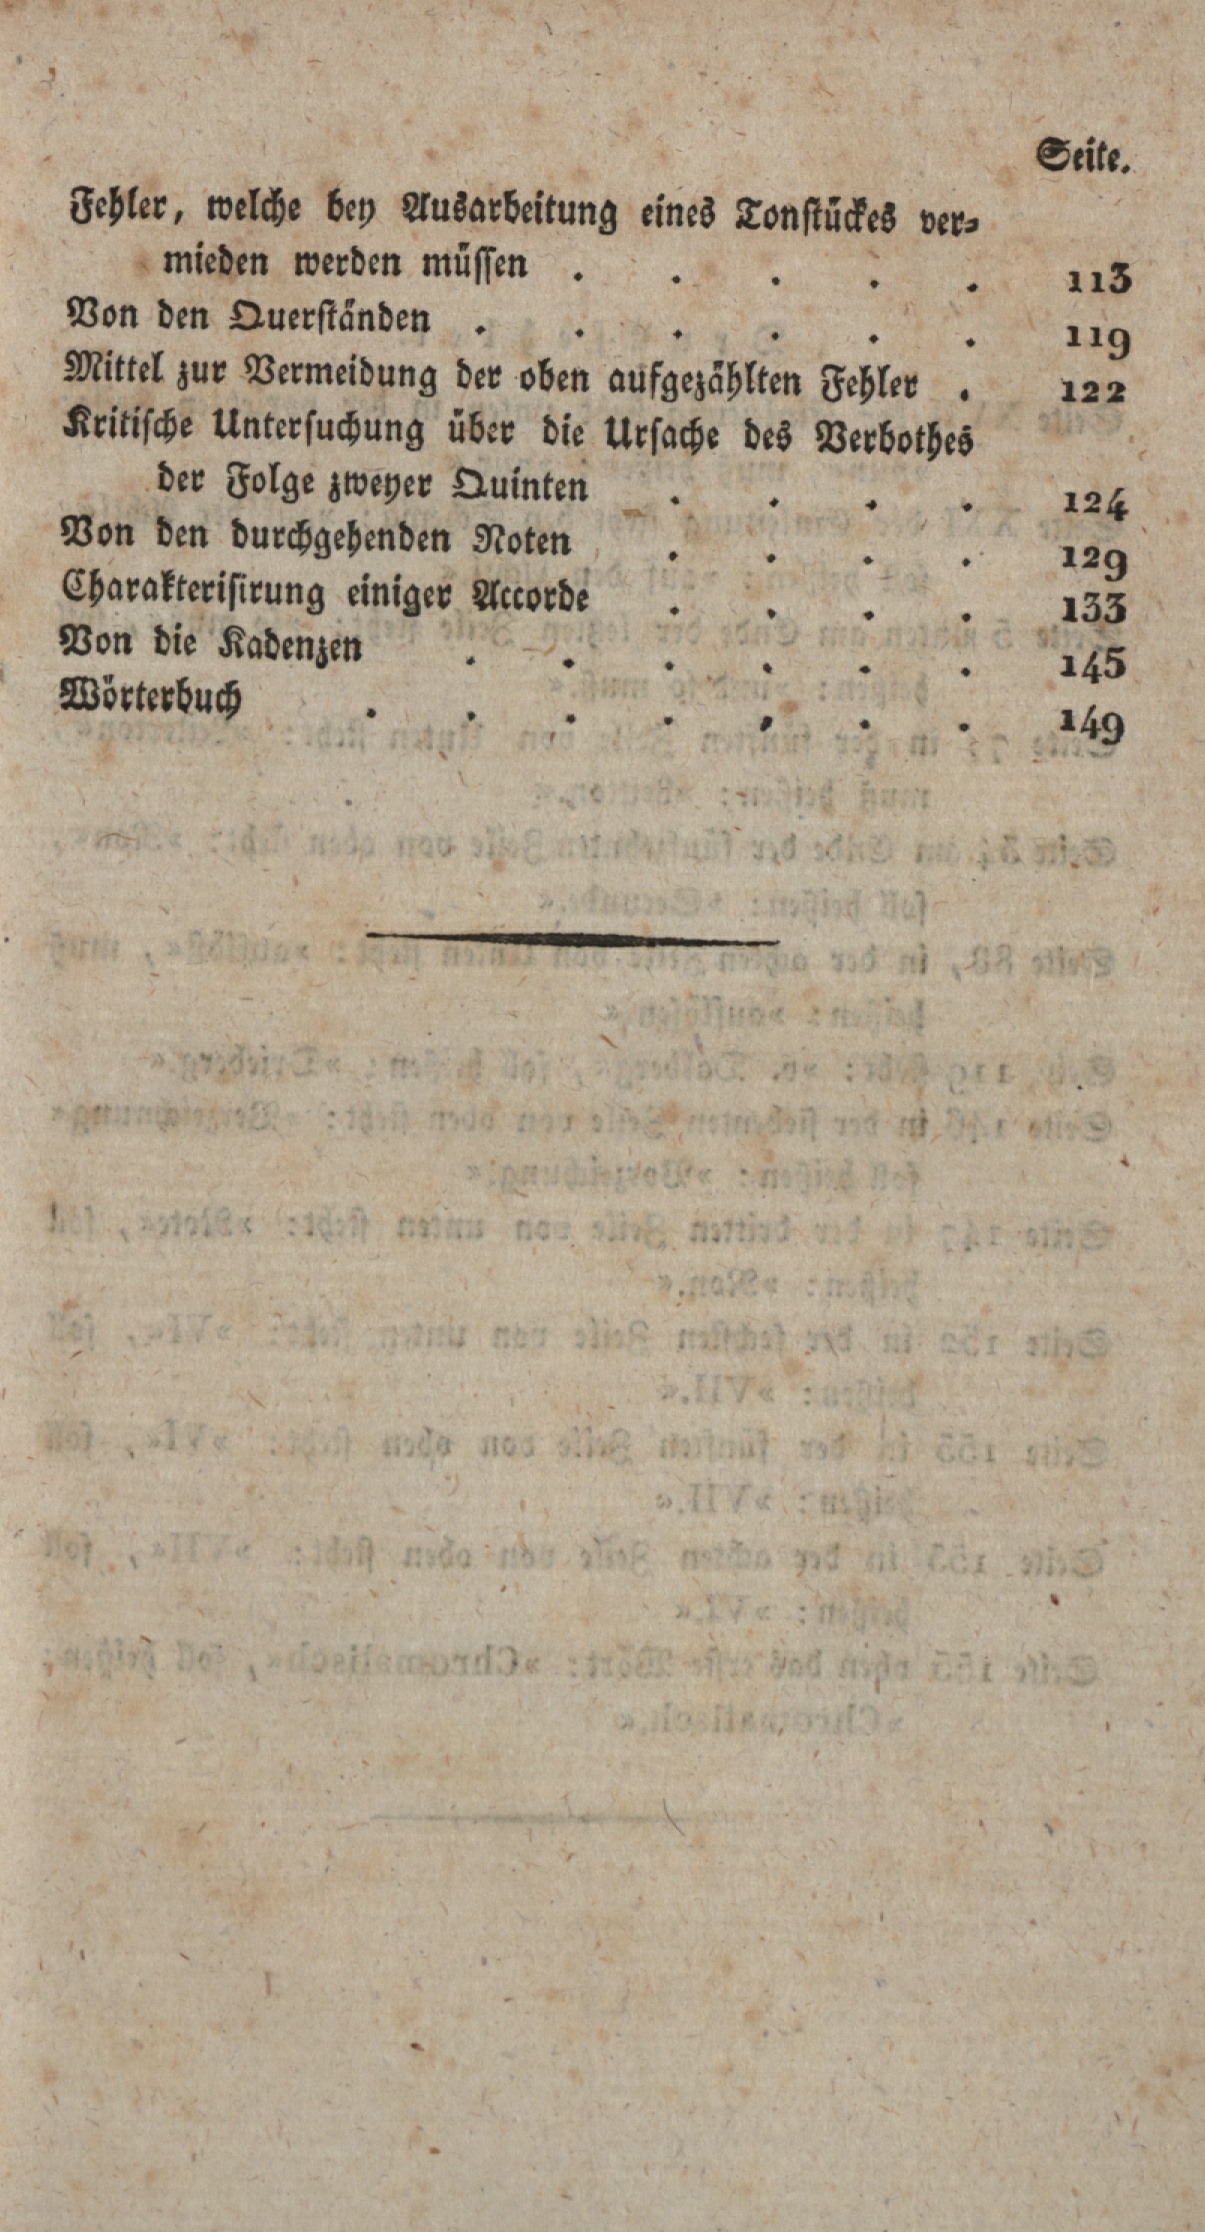 Seite.
Fehler, welche bey Ausarbeitung eines Tonstückes ver-
mieden werden müssen . . . . . 113
Von den Querständen . . . . . . 119
Mittel zur Vermeidung der oben aufgezählten Fehler . 122
Kritische Untersuchung über die Ursache des Verbothes
der Folge zweyer Quinten . . . . 124
Von den durchgehenden Noten . . . . 129
Charakterisirung einiger Accorde . . . . 133
Von die Kadenzen . . . . . . 145
Wörterbuch . . . . . . . 149